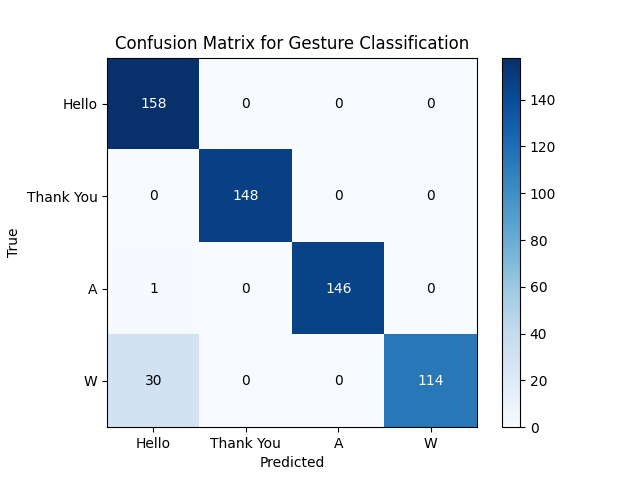 Confusion Matrix for Gesture Classification
True
Hello 158 0 0 0
Thank You 0 148 0 0
A 1 0 146 0
W 30 0 0 114
Hello Thank You A W
Predicted
140
120
100
80
60
40
20
0